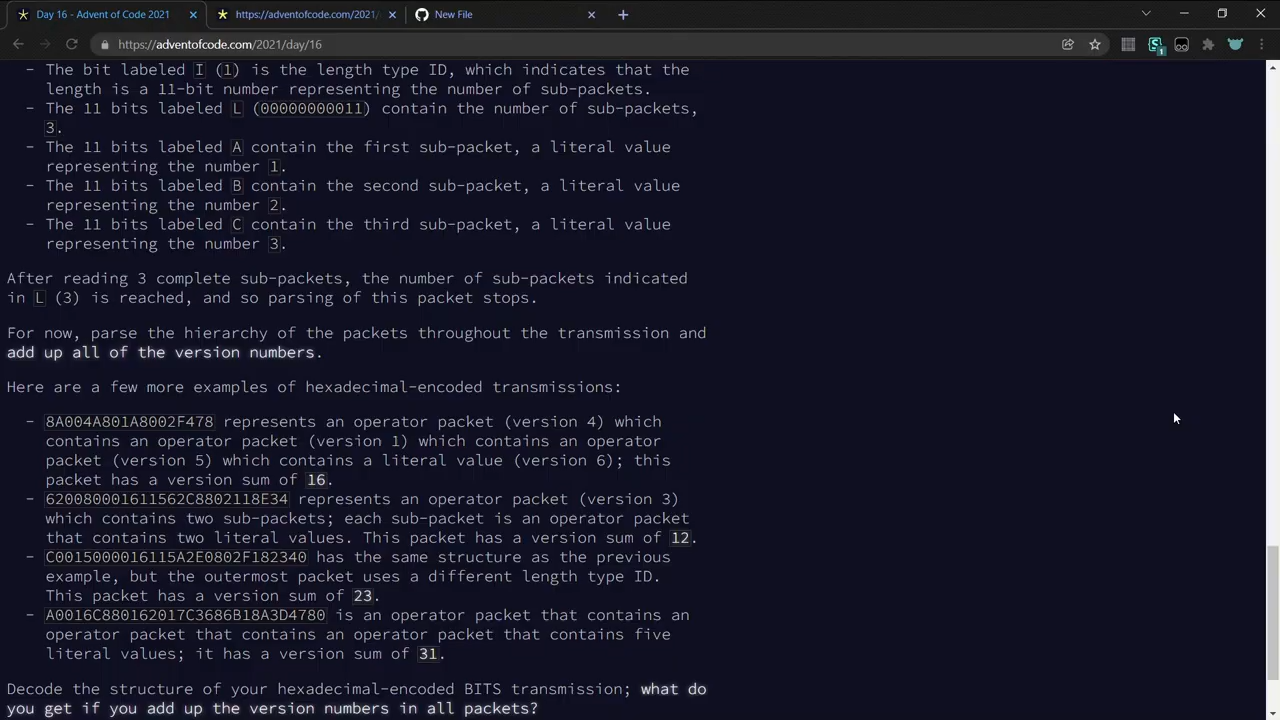 Day 16 - Advent of Code 2021
https://adventofcode.com/2021/
New File
https://adventofcode.com/2021/day/16
1
- The bit labeled I (1) is the length type ID, which indicates that the
length is a 11-bit number representing the number of sub-packets.
- The 11 bits labeled L (00000000011) contain the number of sub-packets,
3.
- The 11 bits labeled A contain the first sub-packet, a literal value
representing the number 1.
- The 11 bits labeled B contain the second sub-packet, a literal value
representing the number 2.
- The 11 bits labeled C contain the third sub-packet, a literal value
representing the number 3.
After reading 3 complete sub-packets, the number of sub-packets indicated
in L (3) is reached, and so parsing of this packet stops.
For now, parse the hierarchy of the packets throughout the transmission and
add up all of the version numbers.
Here are a few more examples of hexadecimal-encoded transmissions:
- 8A004A801A8002F478 represents an operator packet (version 4) which
contains an operator packet (version 1) which contains an operator
packet (version 5) which contains a literal value (version 6); this
packet has a version sum of 16.
- 620080001611562C8802118E34 represents an operator packet (version 3)
which contains two sub-packets; each sub-packet is an operator packet
that contains two literal values. This packet has a version sum of 12.
- C0015000016115A2E0802F182340 has the same structure as the previous
example, but the outermost packet uses a different length type ID.
This packet has a version sum of 23.
- A0016C880162017C3686B18A3D4780 is an operator packet that contains an
operator packet that contains an operator packet that contains five
literal values; it has a version sum of 31.
Decode the structure of your hexadecimal-encoded BITS transmission; what do
you get if you add up the version numbers in all packets?